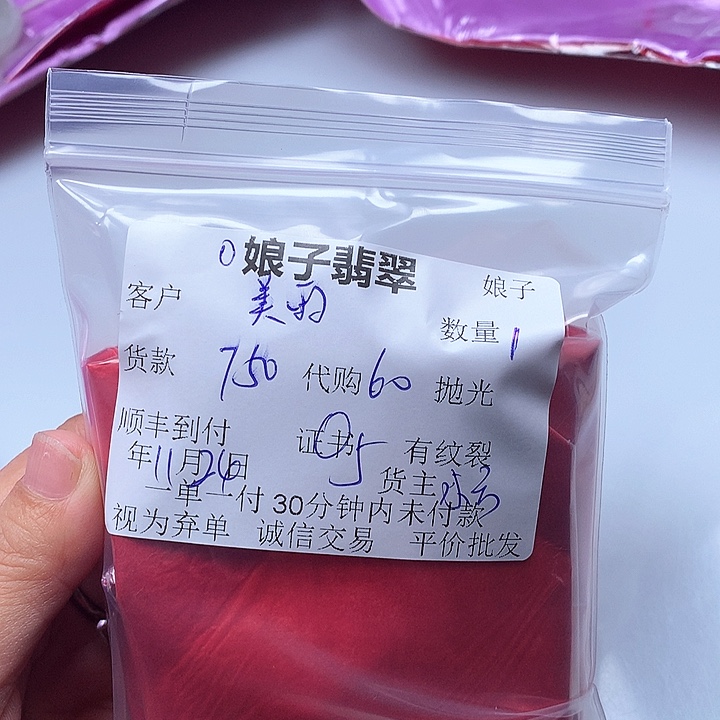 娘子翡翠 娘子
客户 美 数量 1
货款 750 代购 60 抛光
顺丰到付 证书 5 有纹裂
年 11月26日 货主
一单一付 30分钟内未付款
视为弃单 诚信交易 平价批发